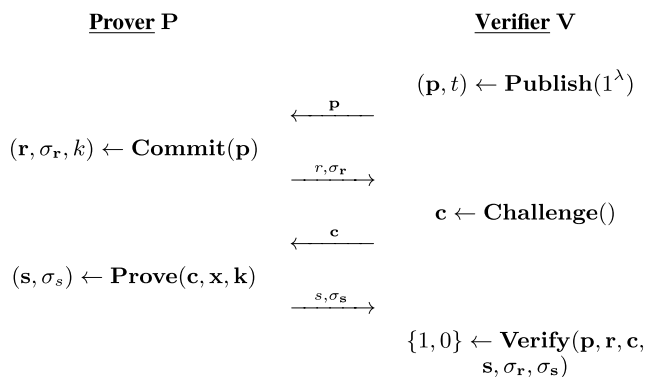 Prover P
Verifier V
(p, t) ← Publish(1^λ)
p
(r, σ_r, k) ← Commit(p)
r,σ_r
c ← Challenge()
c
(s, σ_s) ← Prove(c, x, k)
s,σ_s
{1, 0} ← Verify(p, r, c,
s, σ_r, σ_s)